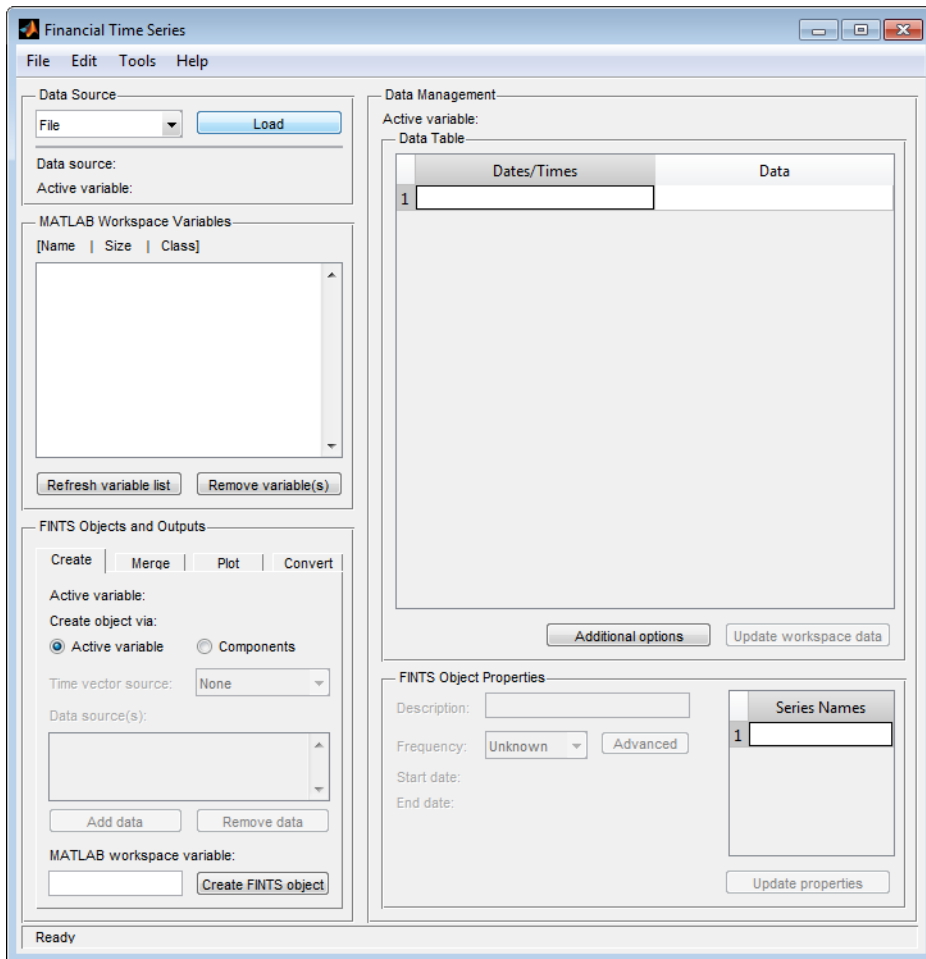 Financial Time Series
File Edit Tools Help
Data Source
File
Load
Data source:
Active variable:
MATLAB Workspace Variables
[Name | Size | Class]
Refresh variable list
Remove variable(s)
FINTS Objects and Outputs
Create
Merge
Plot
Convert
Active variable:
Create object via:
Active variable
Components
Time vector source:
None
Data source(s):
Add data
Remove data
MATLAB workspace variable:
Create FINTS object
Data Management
Active variable:
Data Table
Dates/Times
Data
1
Additional options
Update workspace data
FINTS Object Properties
Description:
Frequency:
Unknown
Advanced
Start date:
End date:
Series Names
1
Update properties
Ready